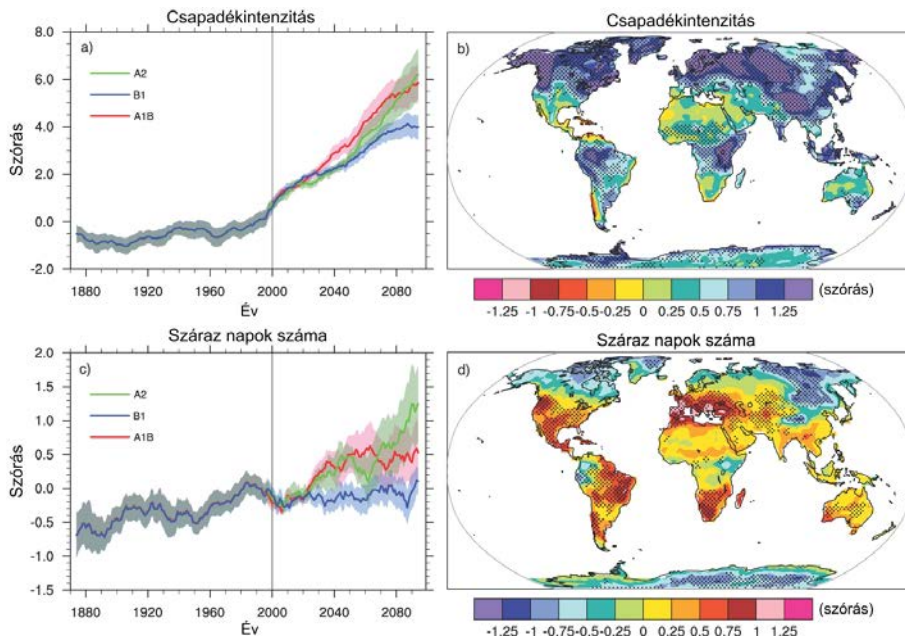 Csapadékintenzitás
a)
A2
B1
A1B
8.0
6.0
4.0
2.0
0.0
-2.0
Szórás
1880 1920 1960 2000 2040 2080
Év
b)
(szórás)
-1.25 -1 -0.75 -0.5 -0.25 0 0.25 0.5 0.75 1 1.25
Száraz napok száma
c)
A2
B1
A1B
2.0
1.5
1.0
0.5
0.0
-0.5
-1.0
-1.5
Szórás
1880 1920 1960 2000 2040 2080
Év
Száraz napok száma
d)
(szórás)
-1.25 -1 -0.75 -0.5 -0.25 0 0.25 0.5 0.75 1 1.25
Csapadékintenzitás